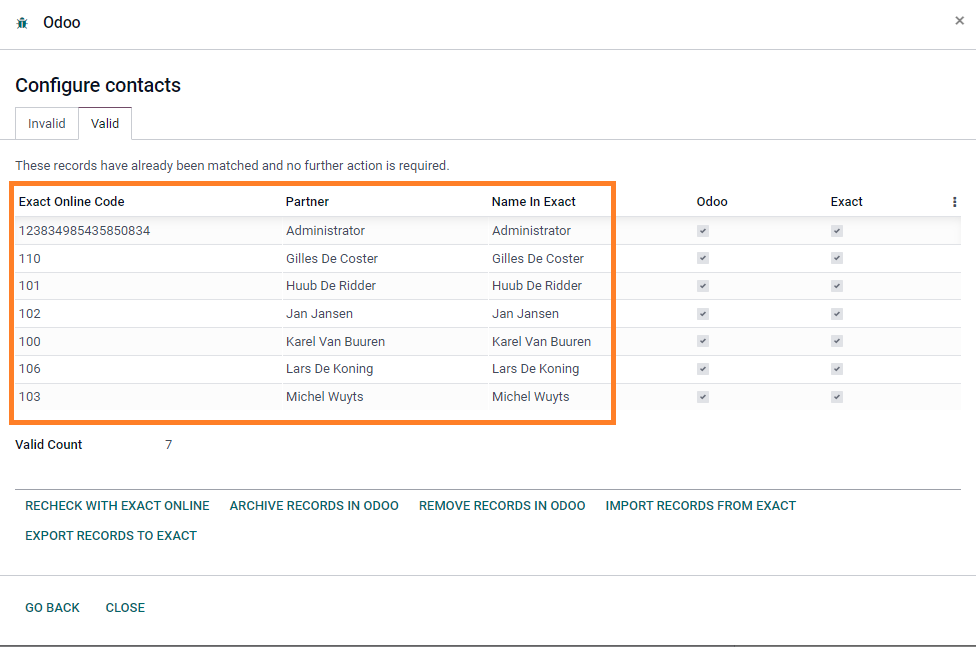 Odoo
Configure contacts
Invalid Valid
These records have already been matched and no further action is required.
Exact Online Code Partner Name In Exact Odoo Exact
123834985435850834 Administrator Administrator
110 Gilles De Coster Gilles De Coster
101 Huub De Ridder Huub De Ridder
102 Jan Jansen Jan Jansen
100 Karel Van Buuren Karel Van Buuren
106 Lars De Koning Lars De Koning
103 Michel Wuyts Michel Wuyts
Valid Count 7
RECHECK WITH EXACT ONLINE ARCHIVE RECORDS IN ODOO REMOVE RECORDS IN ODOO IMPORT RECORDS FROM EXACT
EXPORT RECORDS TO EXACT
GO BACK CLOSE